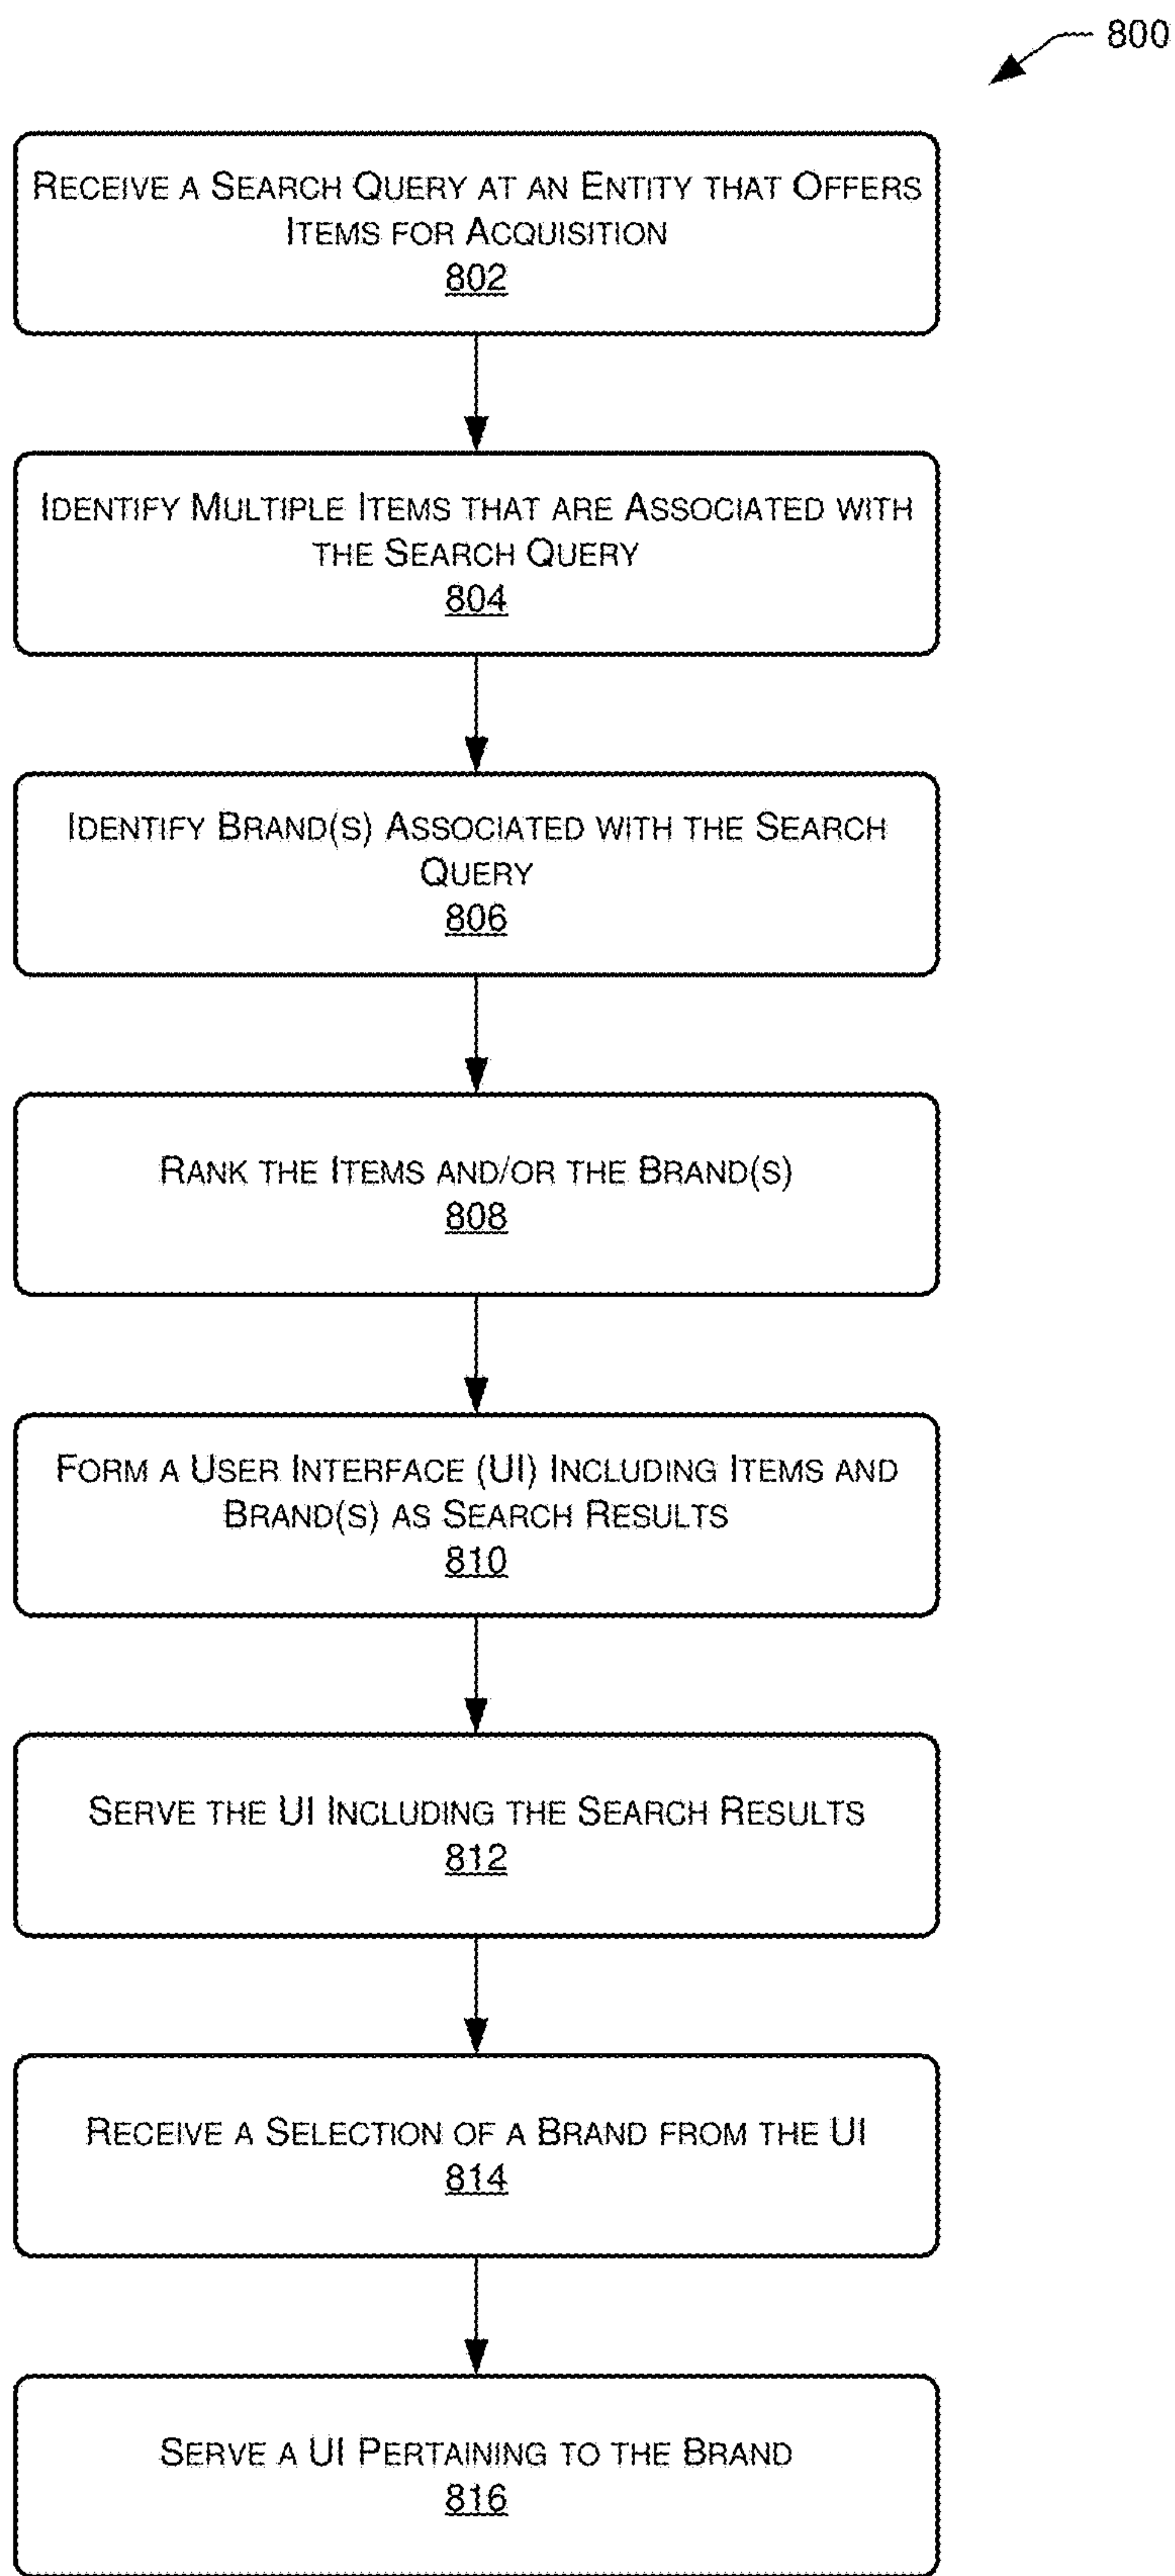 800
RECEIVE A SEARCH QUERY AT AN ENTITY THAT OFFERS
ITEMS FOR ACQUISITION
802
IDENTIFY MULTIPLE ITEMS THAT ARE ASSOCIATED WITH
THE SEARCH QUERY
804
IDENTIFY BRAND(S) ASSOCIATED WITH THE SEARCH
QUERY
806
RANK THE ITEMS AND/OR THE BRAND(S)
808
FORM A USER INTERFACE (UI) INCLUDING ITEMS AND
BRAND(S) AS SEARCH RESULTS
810
SERVE THE UI INCLUDING THE SEARCH RESULTS
812
RECEIVE A SELECTION OF A BRAND FROM THE UI
814
SERVE A UI PERTAINING TO THE BRAND
816